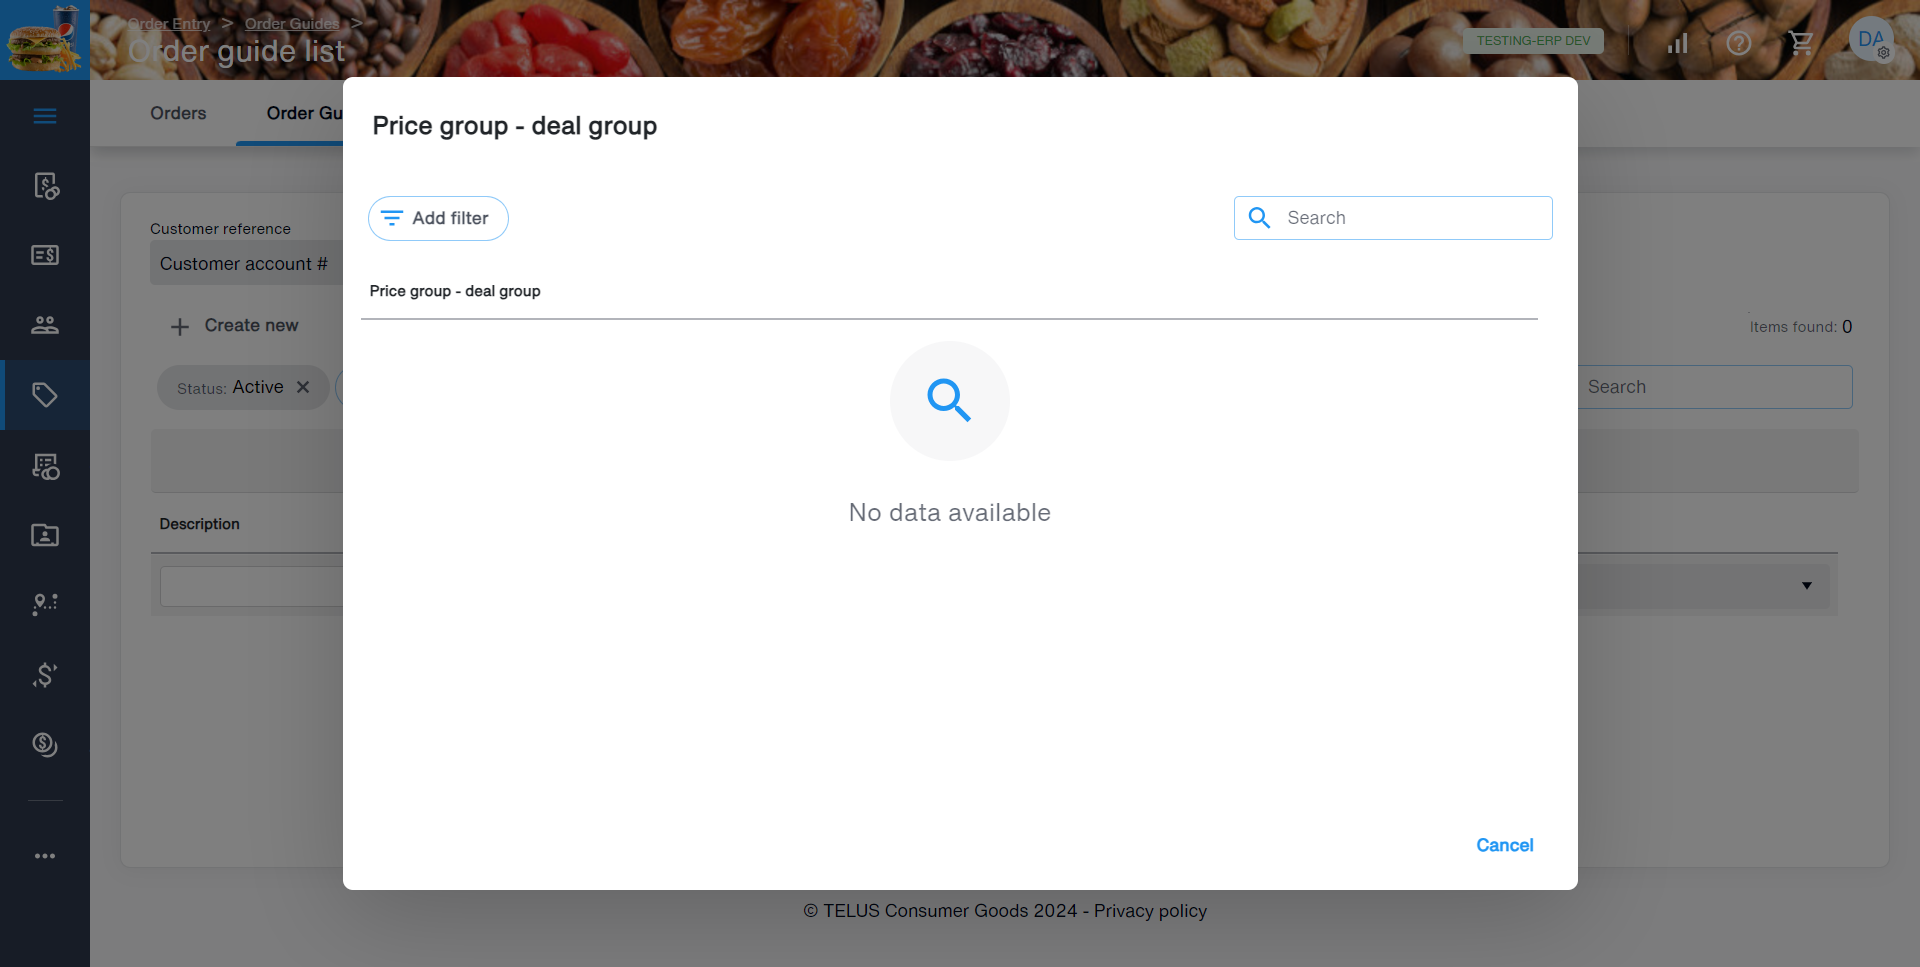 Order Entry > Order Guides >
Order guide list
TESTING-ERP DEV
DA
Orders
Order Gu
Price group - deal group
Customer reference
Customer account #
Add filter
Search
Price group - deal group
Create new
Items found: 0
Status: Active
Search
No data available
Description
Cancel
© TELUS Consumer Goods 2024 - Privacy policy